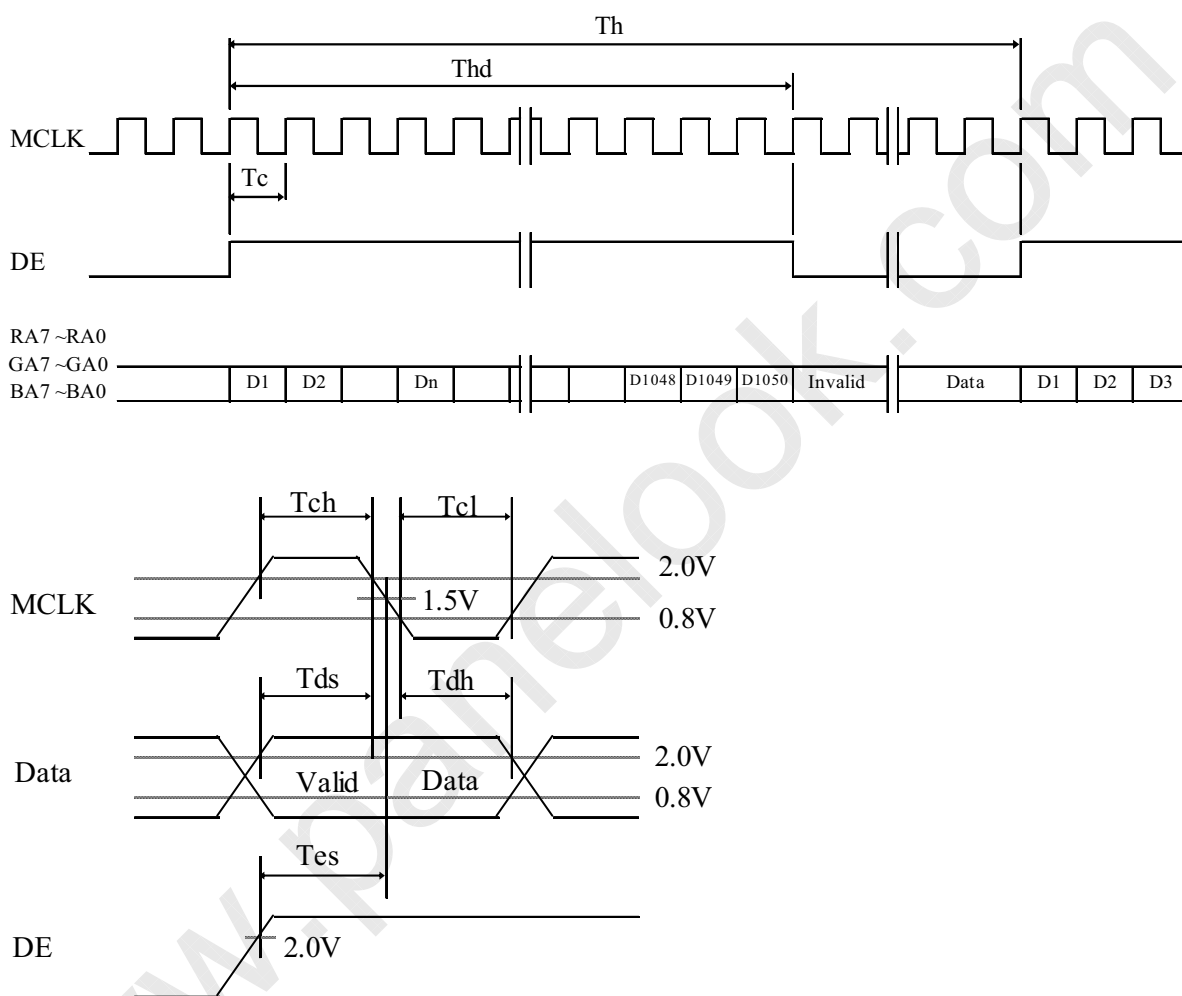 Th
Thd
MCLK
Tc
DE
RA7 ~RA0
GA7 ~GA0
BA7 ~BA0
D1 D2 Dn D1048 D1049 D1050 Invalid Data D1 D2 D3
Tch Tcl
MCLK
2.0V
1.5V
0.8V
Tds Tdh
Data
Valid Data
2.0V
0.8V
Tes
DE
2.0V
www.panelook.com